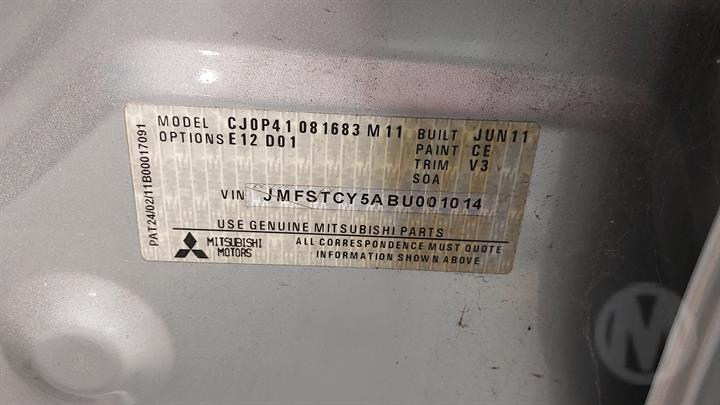 MODEL CJ0P41 081683 M11 BUILT JUN11
OPTIONS E12 D01 PAINT CE
TRIM V3
SOA
VIN JMFSTCY5ABU001014
USE GENUINE MITSUBISHI PARTS
MITSUBISHI MOTORS
ALL CORRESPONDENCE MUST QUOTE
INFORMATION SHOWN ABOVE
PAT24/02/11B00017091
M